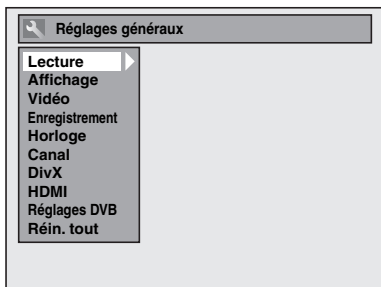 Réglages généraux
Lecture
Affichage
Vidéo
Enregistrement
Horloge
Canal
DivX
HDMI
Réglages DVB
Réin. tout